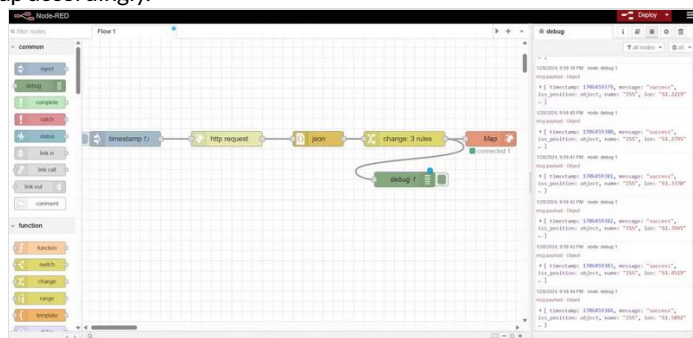 map accordingly.
Node-RED
Deploy
filter nodes
Flow 1
debug
all nodes
all
common
inject
debug
complete
catch
status
link in
link call
link out
comment
function
function
switch
change
range
template
timestamp ↻
http request
json
change: 3 rules
Map
connected 1
debug 1
1/28/2024, 9:59:39 PM node: debug 1
msg.payload : Object
{ timestamp: 1706459379, message: "success",
iss_position: object, name: "ISS", lon: "61.2219"
… }
1/28/2024, 9:59:40 PM node: debug 1
msg.payload : Object
{ timestamp: 1706459380, message: "success",
iss_position: object, name: "ISS", lon: "61.2795"
… }
1/28/2024, 9:59:41 PM node: debug 1
msg.payload : Object
{ timestamp: 1706459381, message: "success",
iss_position: object, name: "ISS", lon: "61.3370"
… }
1/28/2024, 9:59:42 PM node: debug 1
msg.payload : Object
{ timestamp: 1706459382, message: "success",
iss_position: object, name: "ISS", lon: "61.3945"
… }
1/28/2024, 9:59:43 PM node: debug 1
msg.payload : Object
{ timestamp: 1706459383, message: "success",
iss_position: object, name: "ISS", lon: "61.4519"
… }
1/28/2024, 9:59:44 PM node: debug 1
msg.payload : Object
{ timestamp: 1706459384, message: "success",
iss_position: object, name: "ISS", lon: "61.5092"
… }